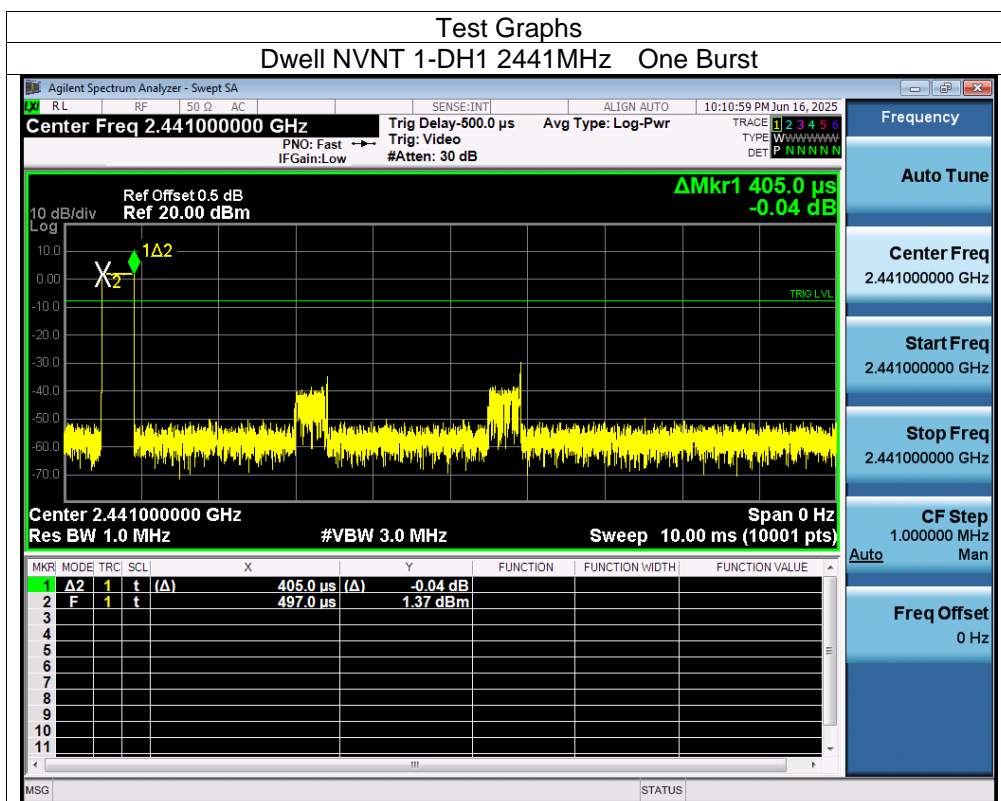 Test Graphs
Dwell NVNT 1-DH1 2441MHz One Burst
Agilent Spectrum Analyzer - Swept SA
LXI RL RF 50 Ω AC SENSE:INT ALIGN AUTO 10:10:59 PM Jun 16, 2025
Center Freq 2.441000000 GHz
PNO: Fast
IFGain:Low
Trig Delay-500.0 µs
Trig: Video
#Atten: 30 dB
Avg Type: Log-Pwr
TRACE 1 2 3 4 5 6
TYPE WWWWWW
DET P N N N N N
ΔMkr1 405.0 µs
-0.04 dB
Ref Offset 0.5 dB
10 dB/div Ref 20.00 dBm
Log
10.0
0.00
-10.0
-20.0
-30.0
-40.0
-50.0
-60.0
-70.0
1Δ2
2
TRIG LVL
Center 2.441000000 GHz Span 0 Hz
Res BW 1.0 MHz #VBW 3.0 MHz Sweep 10.00 ms (10001 pts)
MKR MODE TRC SCL X Y FUNCTION FUNCTION WIDTH FUNCTION VALUE
1 Δ2 1 t (Δ) 405.0 µs (Δ) -0.04 dB
2 F 1 t 497.0 µs 1.37 dBm
3
4
5
6
7
8
9
10
11
MSG STATUS
Frequency
Auto Tune
Center Freq
2.441000000 GHz
Start Freq
2.441000000 GHz
Stop Freq
2.441000000 GHz
CF Step
1.000000 MHz
Auto Man
Freq Offset
0 Hz